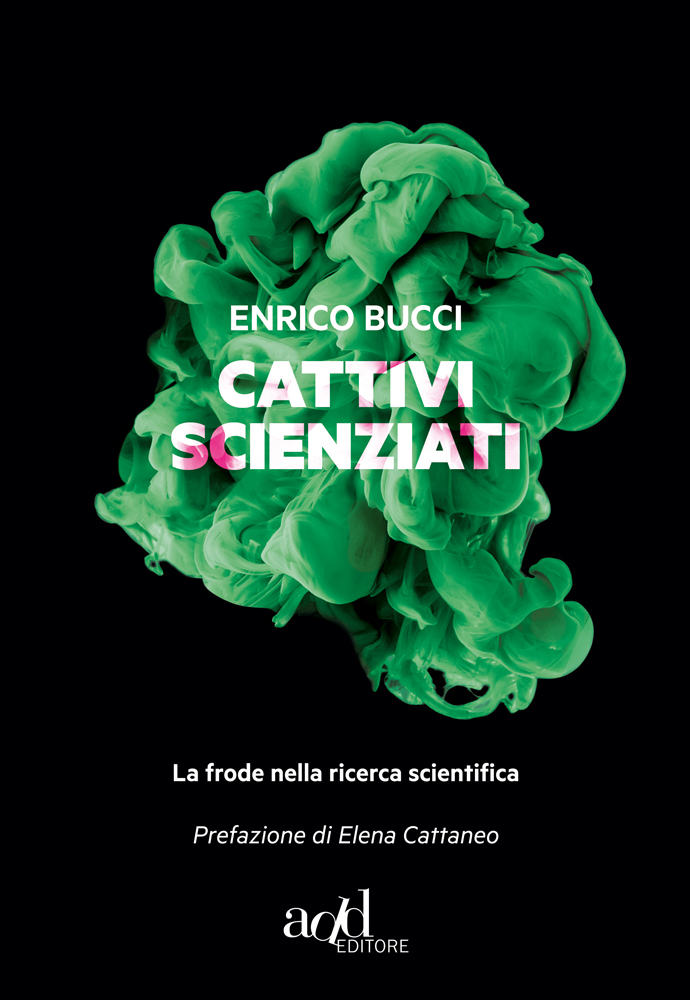 ENRICO BUCCI
CATTIVI
SCIENZIATI
La frode nella ricerca scientifica
Prefazione di Elena Cattaneo
add
EDITORE